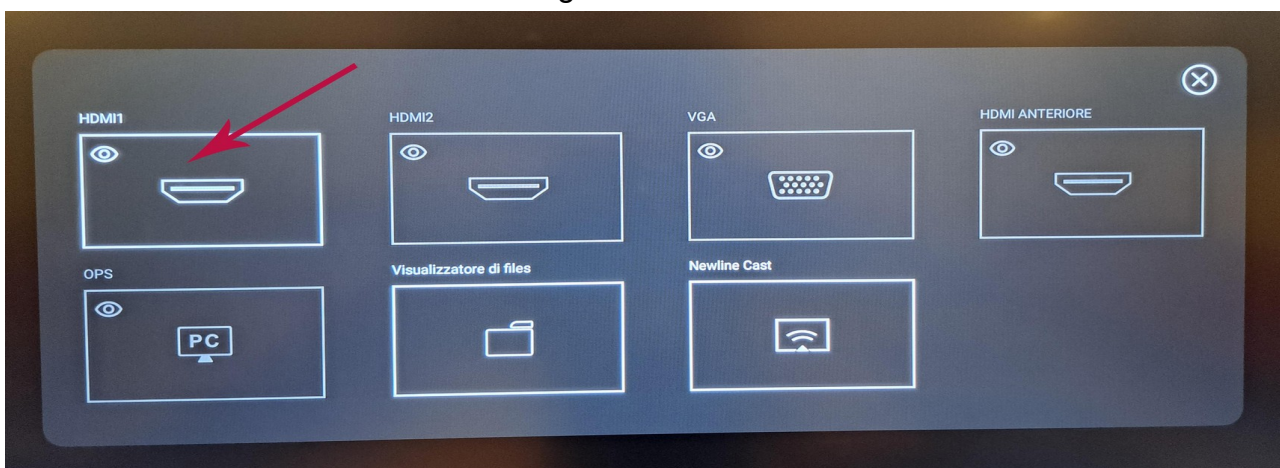 HDMI1
HDMI2
VGA
HDMI ANTERIORE
OPS
Visualizzatore di files
Newline Cast
PC